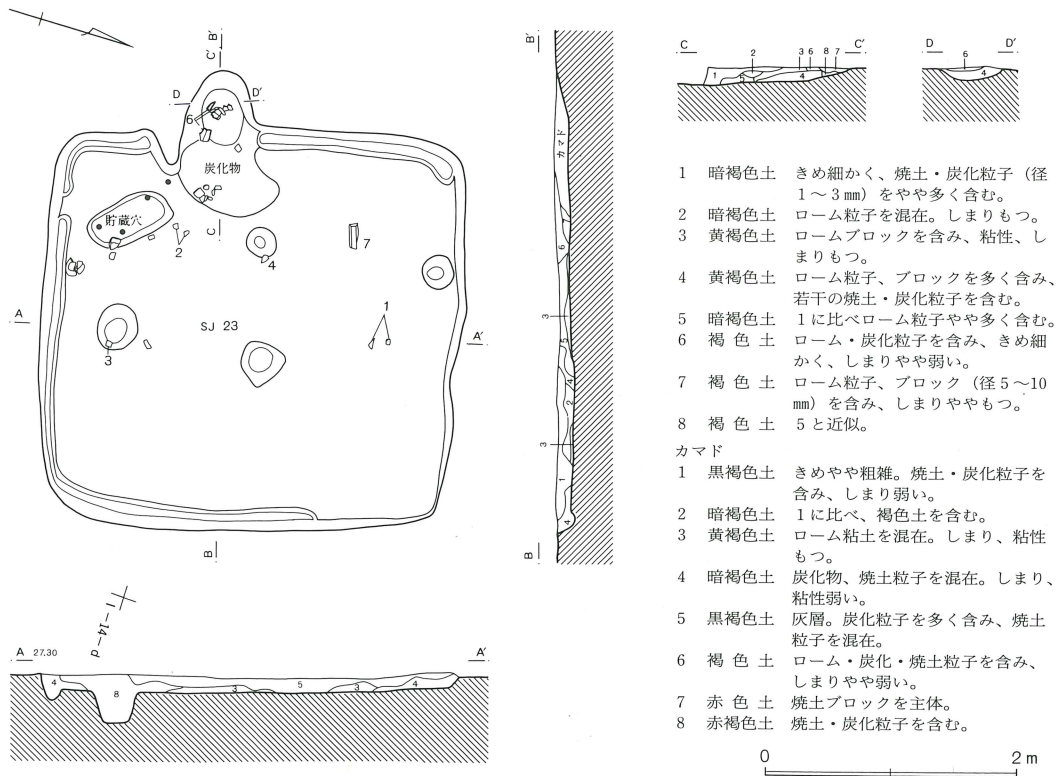 B′
C′
D
D′
6
炭化物
貯蔵穴
C
2
4
7
A
SJ 23
1
A′
3
B
I-14-d
A 27.30
A′
4
8
3
5
3
4
B′
カマド
6
3
5
4
2
3
1
4
B
C
2
3
6
8
7
C′
1
5
4
D
6
D′
4
1 暗褐色土 きめ細かく、焼土・炭化粒子（径
1〜3㎜）をやや多く含む。
2 暗褐色土 ローム粒子を混在。しまりもつ。
3 黄褐色土 ロームブロックを含み、粘性、し
まりもつ。
4 黄褐色土 ローム粒子、ブロックを多く含み、
若干の焼土・炭化粒子を含む。
5 暗褐色土 1に比べローム粒子やや多く含む。
6 褐色土 ローム・炭化粒子を含み、きめ細
かく、しまりやや弱い。
7 褐色土 ローム粒子、ブロック（径5〜10
㎜）を含み、しまりややもつ。
8 褐色土 5と近似。
カマド
1 黒褐色土 きめやや粗雑。焼土・炭化粒子を
含み、しまり弱い。
2 暗褐色土 1に比べ、褐色土を含む。
3 黄褐色土 ローム粘土を混在。しまり、粘性
もつ。
4 暗褐色土 炭化物、焼土粒子を混在。しまり、
粘性弱い。
5 黒褐色土 灰層。炭化粒子を多く含み、焼土
粒子を混在。
6 褐色土 ローム・炭化・焼土粒子を含み、
しまりやや弱い。
7 赤色土 焼土ブロックを主体。
8 赤褐色土 焼土・炭化粒子を含む。
0 2m